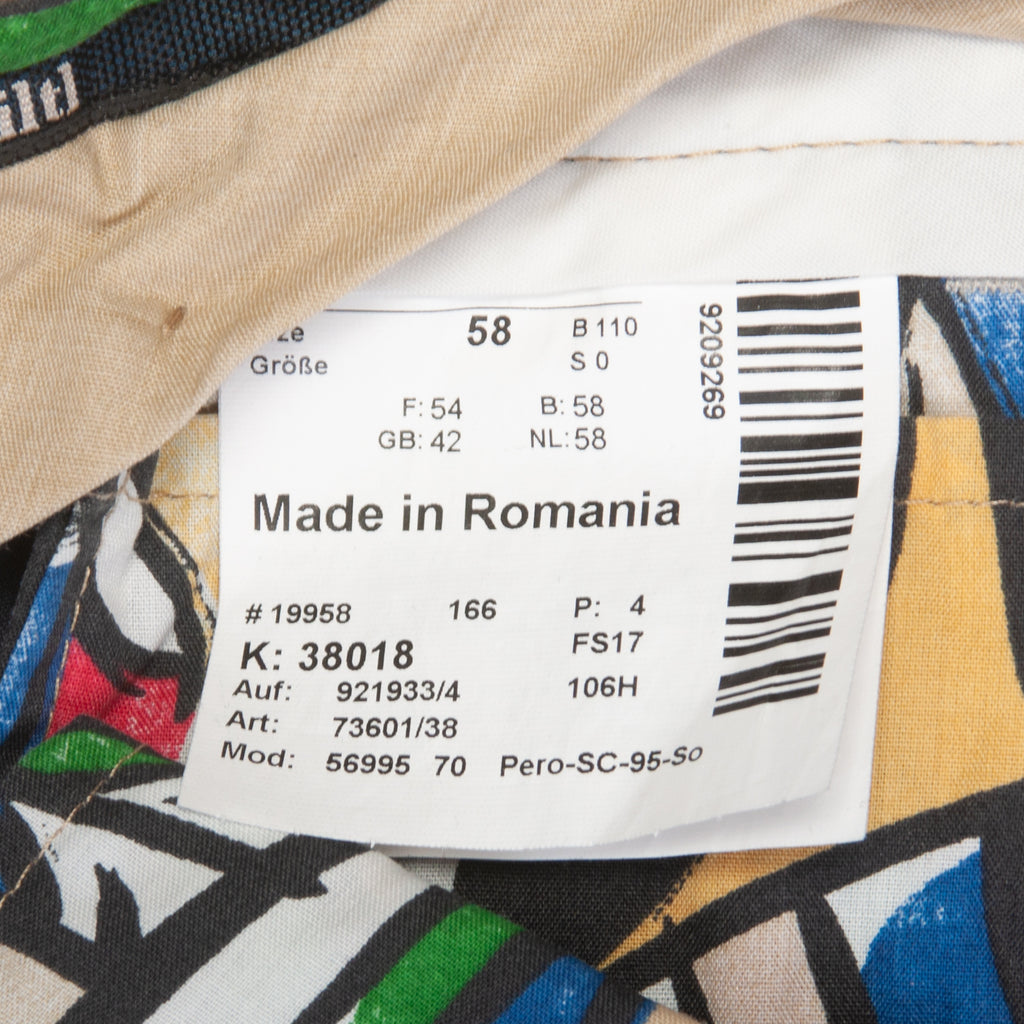 58 B 110
Größe S 0
F: 54 B: 58
GB: 42 NL: 58
Made in Romania
# 19958 166 P: 4
K: 38018 FS17
Auf: 921933/4 106H
Art: 73601/38
Mod: 56995 70 Pero-SC-95-So
9209269